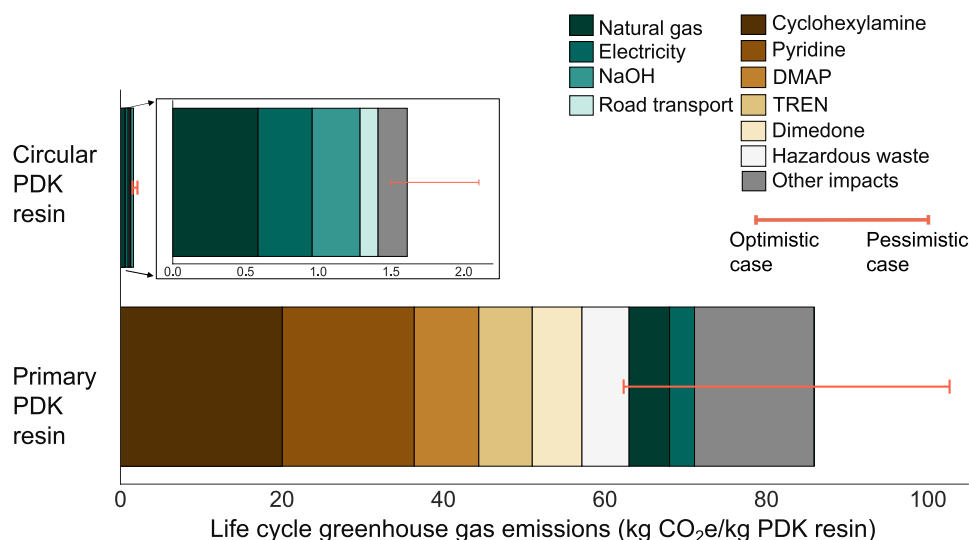 Natural gas
Electricity
NaOH
Road transport
Cyclohexylamine
Pyridine
DMAP
TREN
Dimedone
Hazardous waste
Other impacts
Optimistic
case
Pessimistic
case
Circular
PDK
resin
0.0 0.5 1.0 1.5 2.0
Primary
PDK
resin
0 20 40 60 80 100
Life cycle greenhouse gas emissions (kg CO₂e/kg PDK resin)